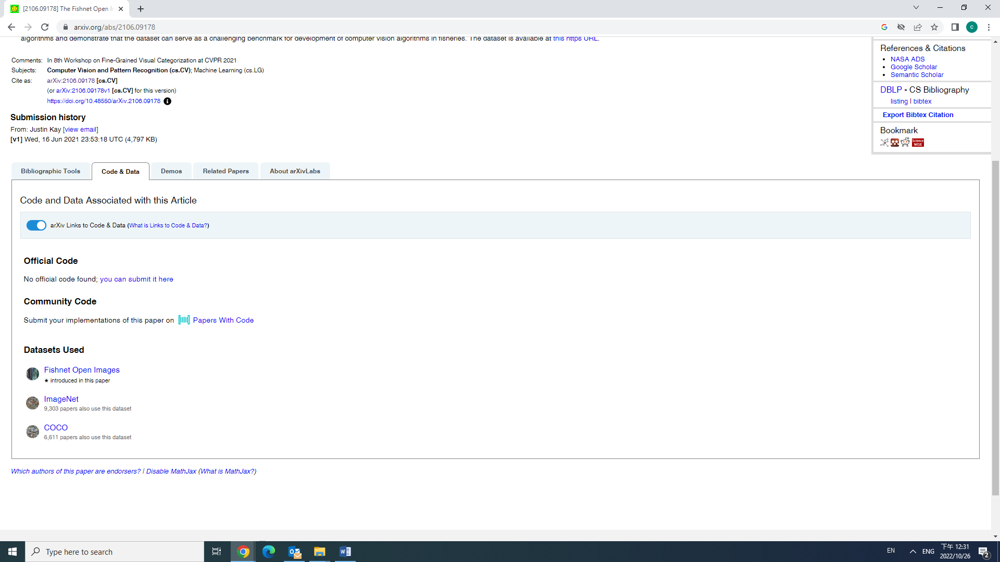 [2106.09178] The Fishnet Open I
arxiv.org/abs/2106.09178
C
algorithms and demonstrate that the dataset can serve as a challenging benchmark for development of computer vision algorithms in fisheries. The dataset is available at this https URL.
Comments: In 8th Workshop on Fine-Grained Visual Categorization at CVPR 2021
Subjects: Computer Vision and Pattern Recognition (cs.CV); Machine Learning (cs.LG)
Cite as: arXiv:2106.09178 [cs.CV]
(or arXiv:2106.09178v1 [cs.CV] for this version)
https://doi.org/10.48550/arXiv.2106.09178
Submission history
From: Justin Kay [view email]
[v1] Wed, 16 Jun 2021 23:53:18 UTC (4,797 KB)
References & Citations
NASA ADS
Google Scholar
Semantic Scholar
DBLP - CS Bibliography
listing | bibtex
Export Bibtex Citation
Bookmark
Science WISE
Bibliographic Tools
Code & Data
Demos
Related Papers
About arXivLabs
Code and Data Associated with this Article
arXiv Links to Code & Data (What is Links to Code & Data?)
Official Code
No official code found; you can submit it here
Community Code
Submit your implementations of this paper on Papers With Code
Datasets Used
Fishnet Open Images
★ introduced in this paper
ImageNet
9,303 papers also use this dataset
COCO
6,611 papers also use this dataset
Which authors of this paper are endorsers? | Disable MathJax (What is MathJax?)
Type here to search
EN
ENG
下午 12:31
2022/10/26
2